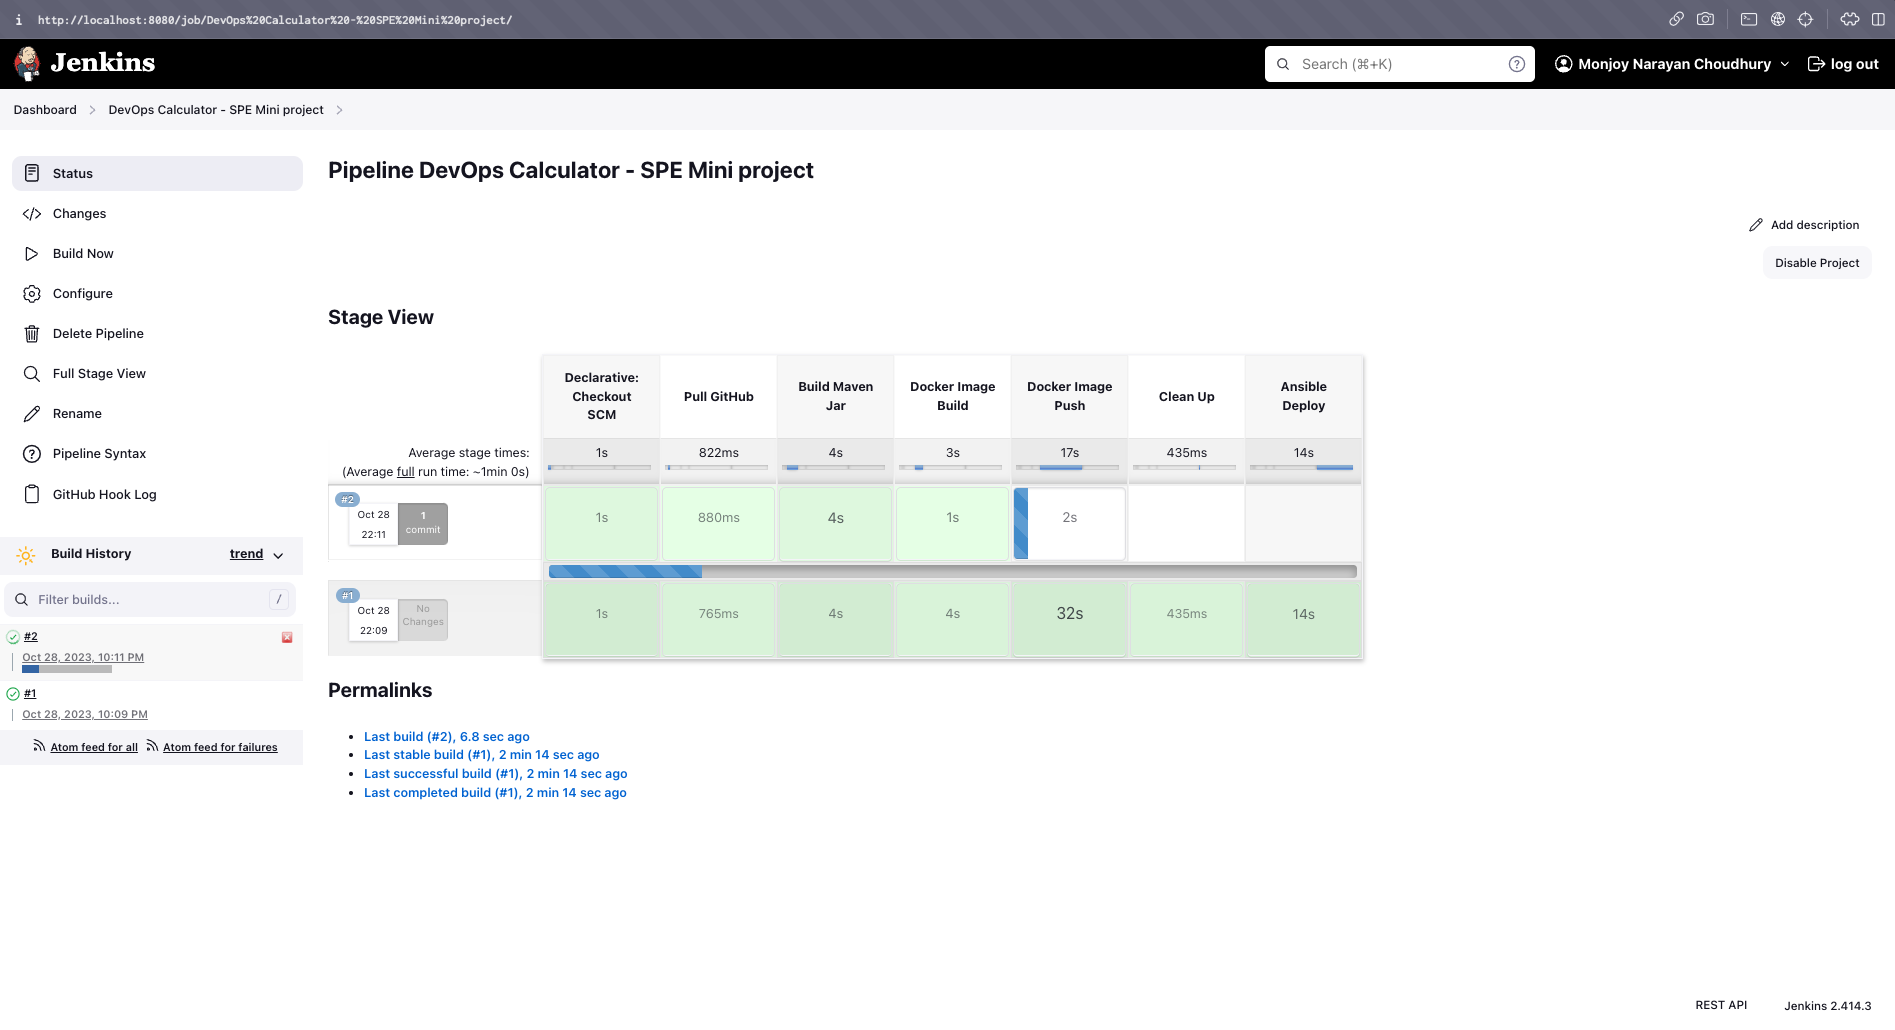 i http://localhost:8080/job/DevOps%20Calculator%20-%20SPE%20Mini%20project/
Jenkins
Search (⌘+K)
?
Monjoy Narayan Choudhury
log out
Dashboard
DevOps Calculator - SPE Mini project
Status
Changes
Build Now
Configure
Delete Pipeline
Full Stage View
Rename
Pipeline Syntax
GitHub Hook Log
Build History
trend
Filter builds...
/
#2
Oct 28, 2023, 10:11 PM
#1
Oct 28, 2023, 10:09 PM
Atom feed for all
Atom feed for failures
Pipeline DevOps Calculator - SPE Mini project
Add description
Disable Project
Stage View
Declarative:
Checkout
SCM
Pull GitHub
Build Maven
Jar
Docker Image
Build
Docker Image
Push
Clean Up
Ansible
Deploy
Average stage times:
(Average full run time: ~1min 0s)
1s
822ms
4s
3s
17s
435ms
14s
#2
Oct 28
22:11
1
commit
1s
880ms
4s
1s
2s
#1
Oct 28
22:09
No
Changes
1s
765ms
4s
4s
32s
435ms
14s
Permalinks
Last build (#2), 6.8 sec ago
Last stable build (#1), 2 min 14 sec ago
Last successful build (#1), 2 min 14 sec ago
Last completed build (#1), 2 min 14 sec ago
REST API
Jenkins 2.414.3